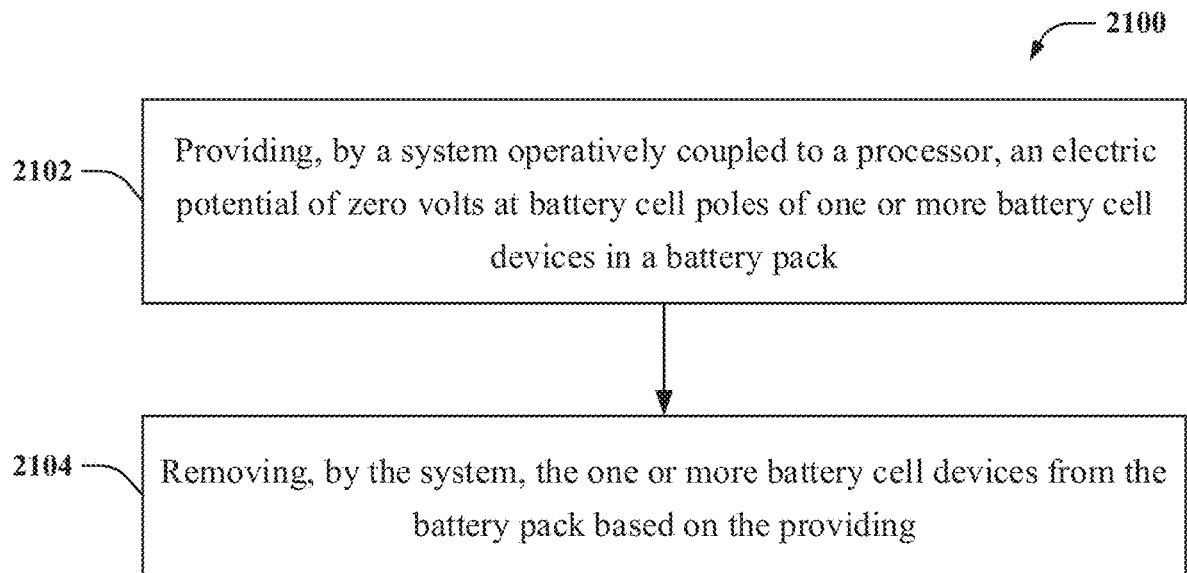 2100
2102
Providing, by a system operatively coupled to a processor, an electric
potential of zero volts at battery cell poles of one or more battery cell
devices in a battery pack
2104
Removing, by the system, the one or more battery cell devices from the
battery pack based on the providing